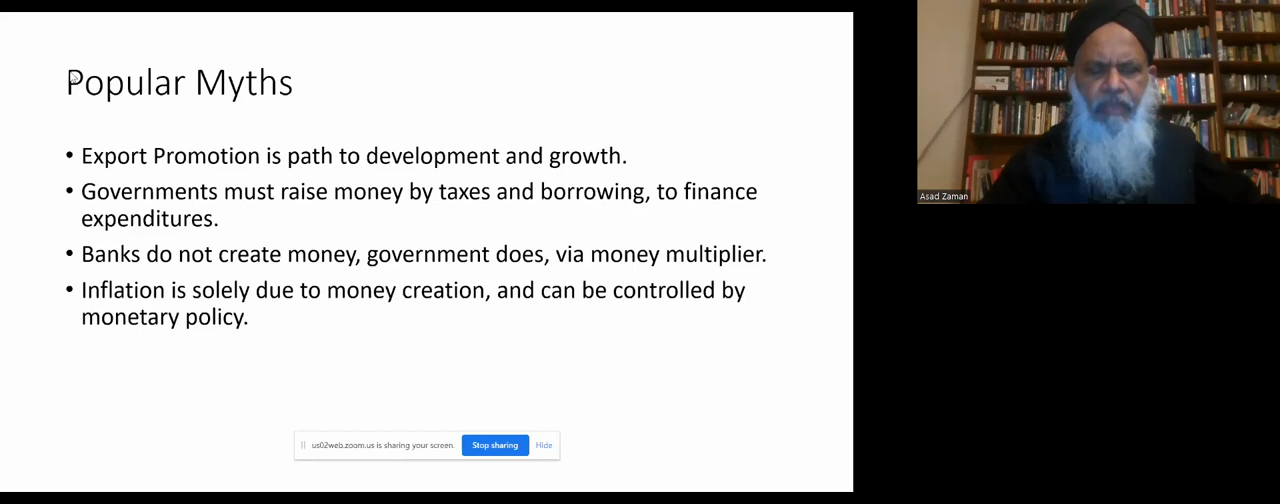 Popular Myths
• Export Promotion is path to development and growth.
• Governments must raise money by taxes and borrowing, to finance
expenditures.
• Banks do not create money, government does, via money multiplier.
• Inflation is solely due to money creation, and can be controlled by
monetary policy.
us02web.zoom.us is sharing your screen.
Stop sharing
Hide
Asad Zaman